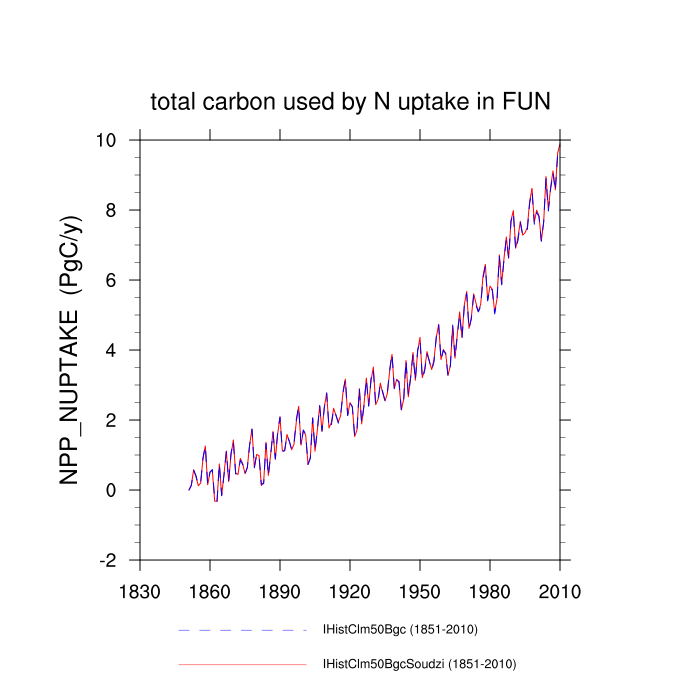 total carbon used by N uptake in FUN
NPP_NUPTAKE (PgC/y)
10
8
6
4
2
0
-2
1830 1860 1890 1920 1950 1980 2010
IHistClm50Bgc (1851-2010)
IHistClm50BgcSoudzi (1851-2010)